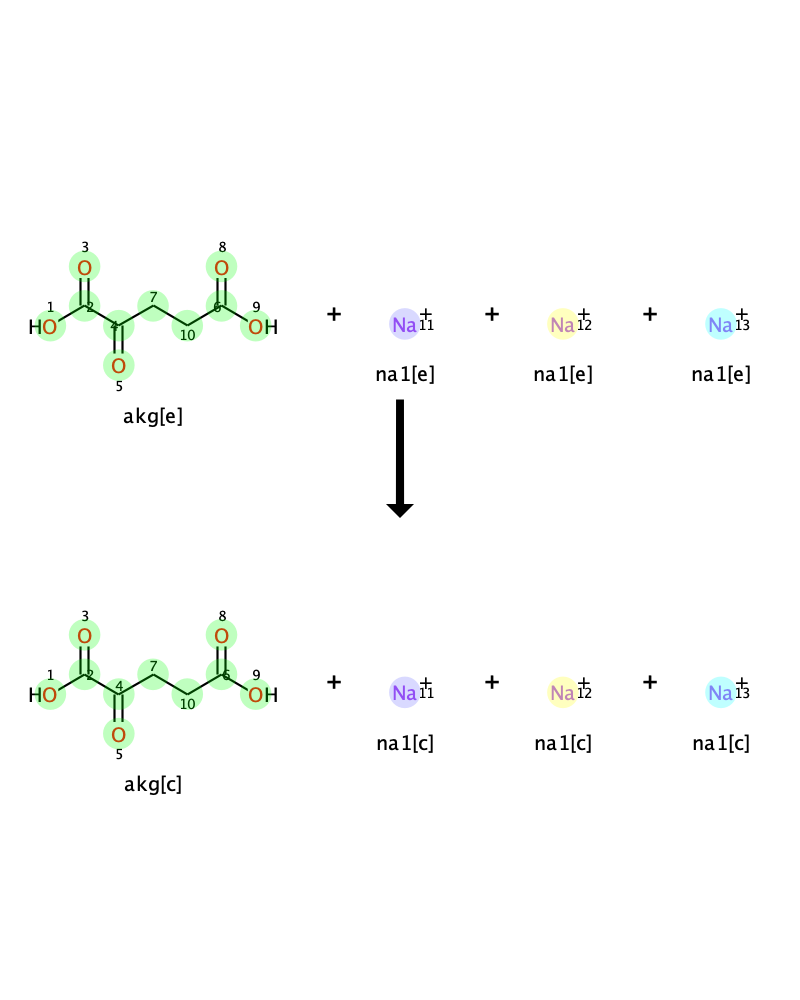 3 8
1 2 7 6 9
HO O O OH
4 10
O
5
+ Na+ 11 + Na+ 12 + Na+ 13
na1[e] na1[e] na1[e]
akg[e]
3 8
1 2 7 6 9
HO O O OH
4 10
O
5
+ Na+ 11 + Na+ 12 + Na+ 13
na1[c] na1[c] na1[c]
akg[c]